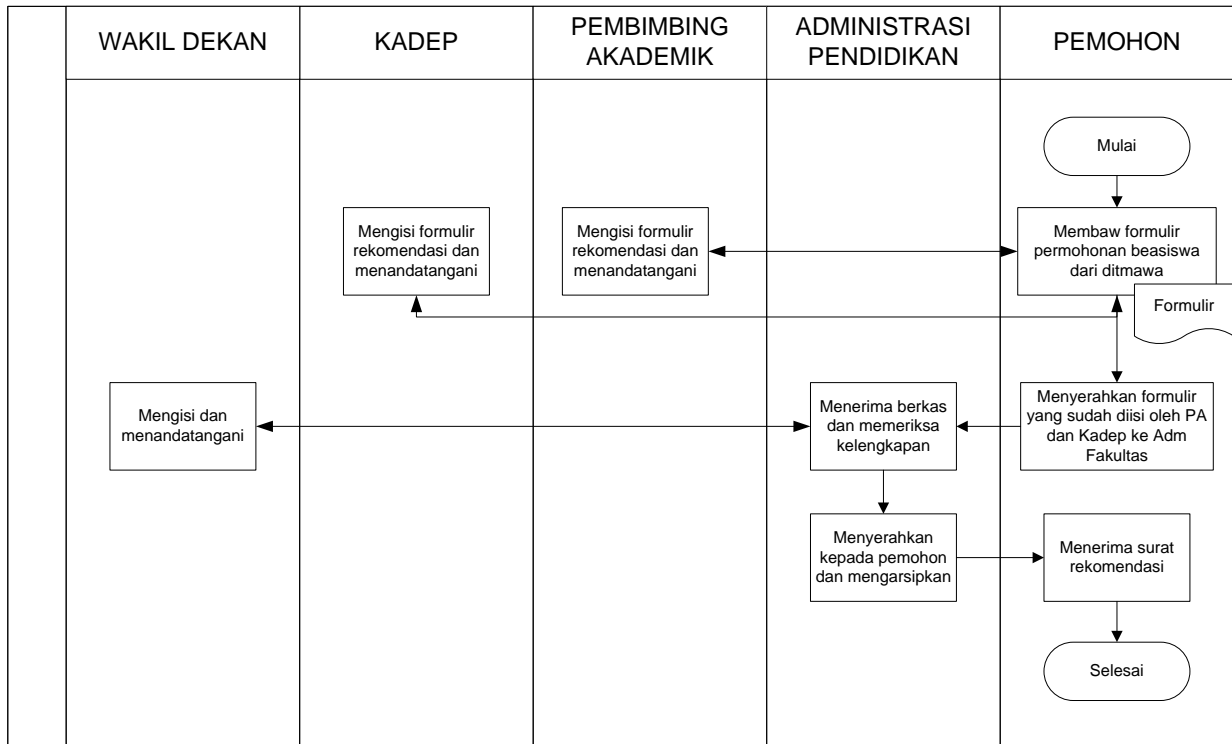 WAKIL DEKAN
KADEP
PEMBIMBING
AKADEMIK
ADMINISTRASI
PENDIDIKAN
PEMOHON
Mulai
Mengisi formulir
rekomendasi dan
menandatangani
Mengisi formulir
rekomendasi dan
menandatangani
Membaw formulir
permohonan beasiswa
dari ditmawa
Formulir
Mengisi dan
menandatangani
Menerima berkas
dan memeriksa
kelengkapan
Menyerahkan formulir
yang sudah diisi oleh PA
dan Kadep ke Adm
Fakultas
Menyerahkan
kepada pemohon
dan mengarsipkan
Menerima surat
rekomendasi
Selesai